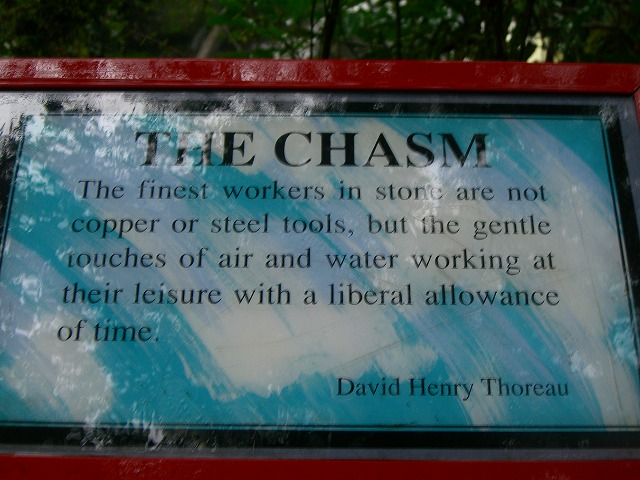 THE CHASM
The finest workers in stone are not
copper or steel tools, but the gentle
touches of air and water working at
their leisure with a liberal allowance
of time.
David Henry Thoreau